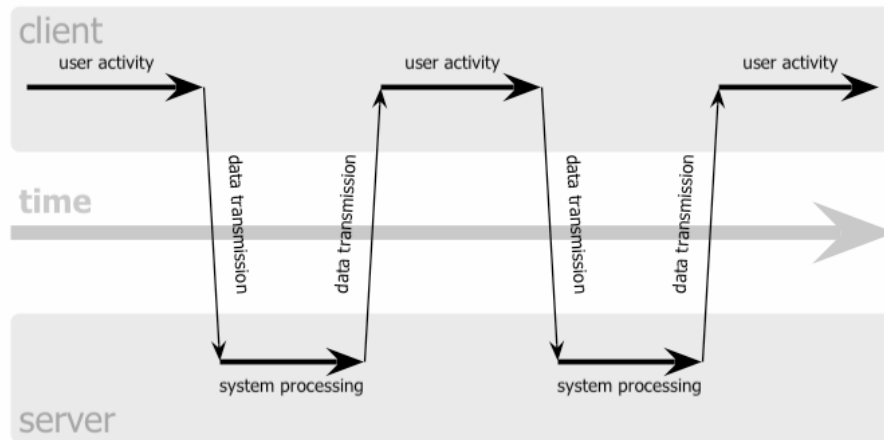 client
user activity
user activity
user activity
data transmission
data transmission
data transmission
data transmission
time
system processing
system processing
server